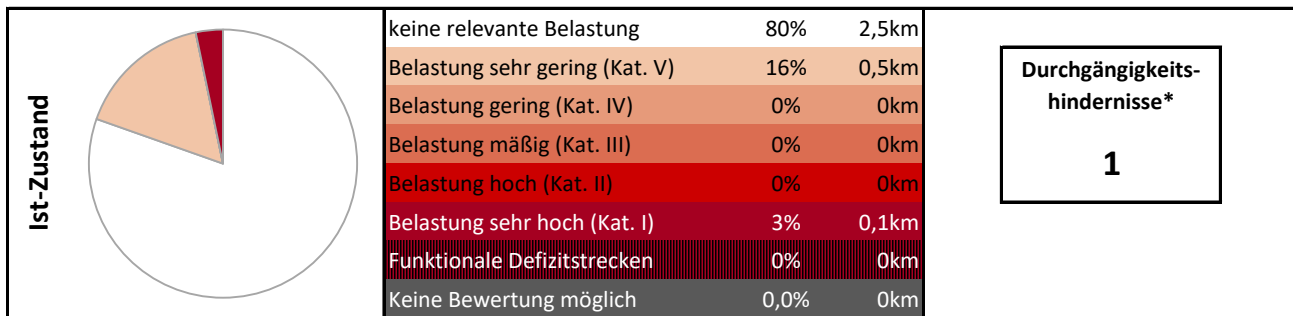 Ist-Zustand
keine relevante Belastung 80% 2,5km
Belastung sehr gering (Kat. V) 16% 0,5km
Belastung gering (Kat. IV) 0% 0km
Belastung mäßig (Kat. III) 0% 0km
Belastung hoch (Kat. II) 0% 0km
Belastung sehr hoch (Kat. I) 3% 0,1km
Funktionale Defizitstrecken 0% 0km
Keine Bewertung möglich 0,0% 0km
Durchgängigkeits-
hindernisse*
1